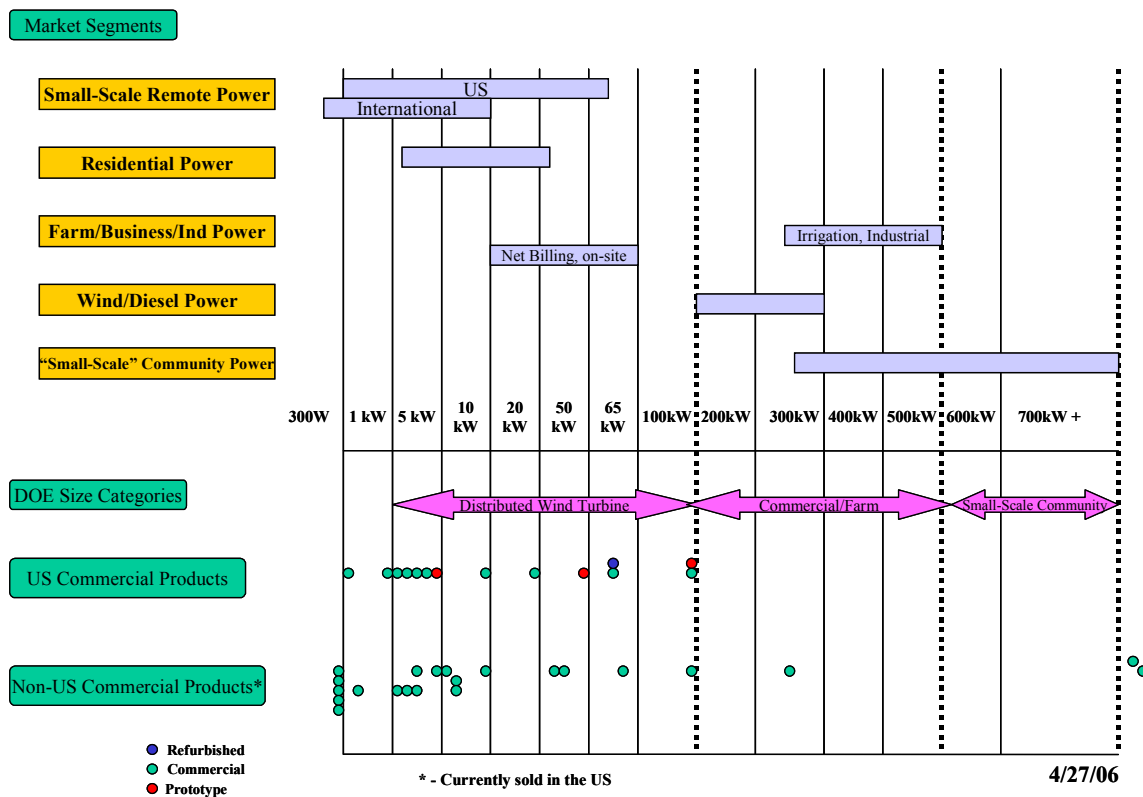 Market Segments
Small-Scale Remote Power
US
International
Residential Power
Farm/Business/Ind Power
Irrigation, Industrial
Net Billing, on-site
Wind/Diesel Power
“Small-Scale” Community Power
300W
1 kW
5 kW
10
kW
20
kW
50
kW
65
kW
100kW
200kW
300kW
400kW
500kW
600kW
700kW +
DOE Size Categories
Distributed Wind Turbine
Commercial/Farm
Small-Scale Community
US Commercial Products
Non-US Commercial Products*
Refurbished
Commercial
Prototype
* - Currently sold in the US
4/27/06